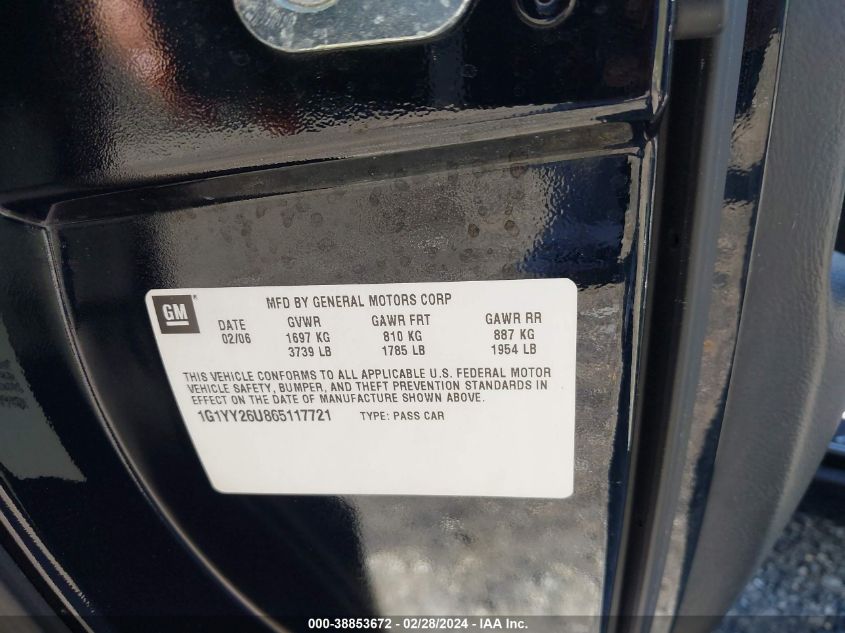 GM
MFD BY GENERAL MOTORS CORP
DATE GVWR GAWR FRT GAWR RR
02/06 1697 KG 810 KG 887 KG
3739 LB 1785 LB 1954 LB
THIS VEHICLE CONFORMS TO ALL APPLICABLE U.S. FEDERAL MOTOR
VEHICLE SAFETY, BUMPER, AND THEFT PREVENTION STANDARDS IN
EFFECT ON THE DATE OF MANUFACTURE SHOWN ABOVE.
1G1YY26U865117721 TYPE: PASS CAR
000-38853672 - 02/28/2024 - IAA Inc.